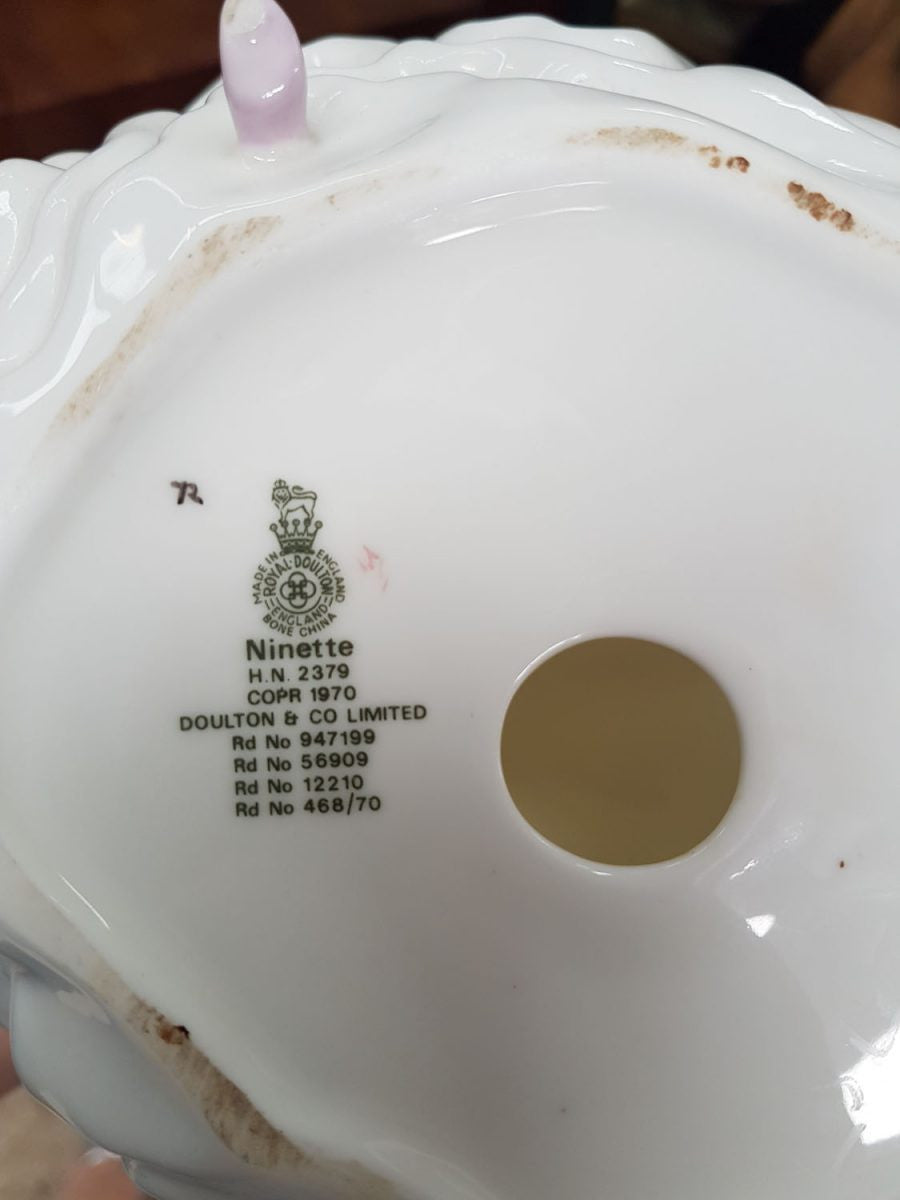 R
MADE IN ENGLAND
ROYAL·DOULTON
ENGLAND
BONE CHINA
Ninette
H.N. 2379
COPR 1970
DOULTON & CO LIMITED
Rd No 947199
Rd No 56909
Rd No 12210
Rd No 468/70